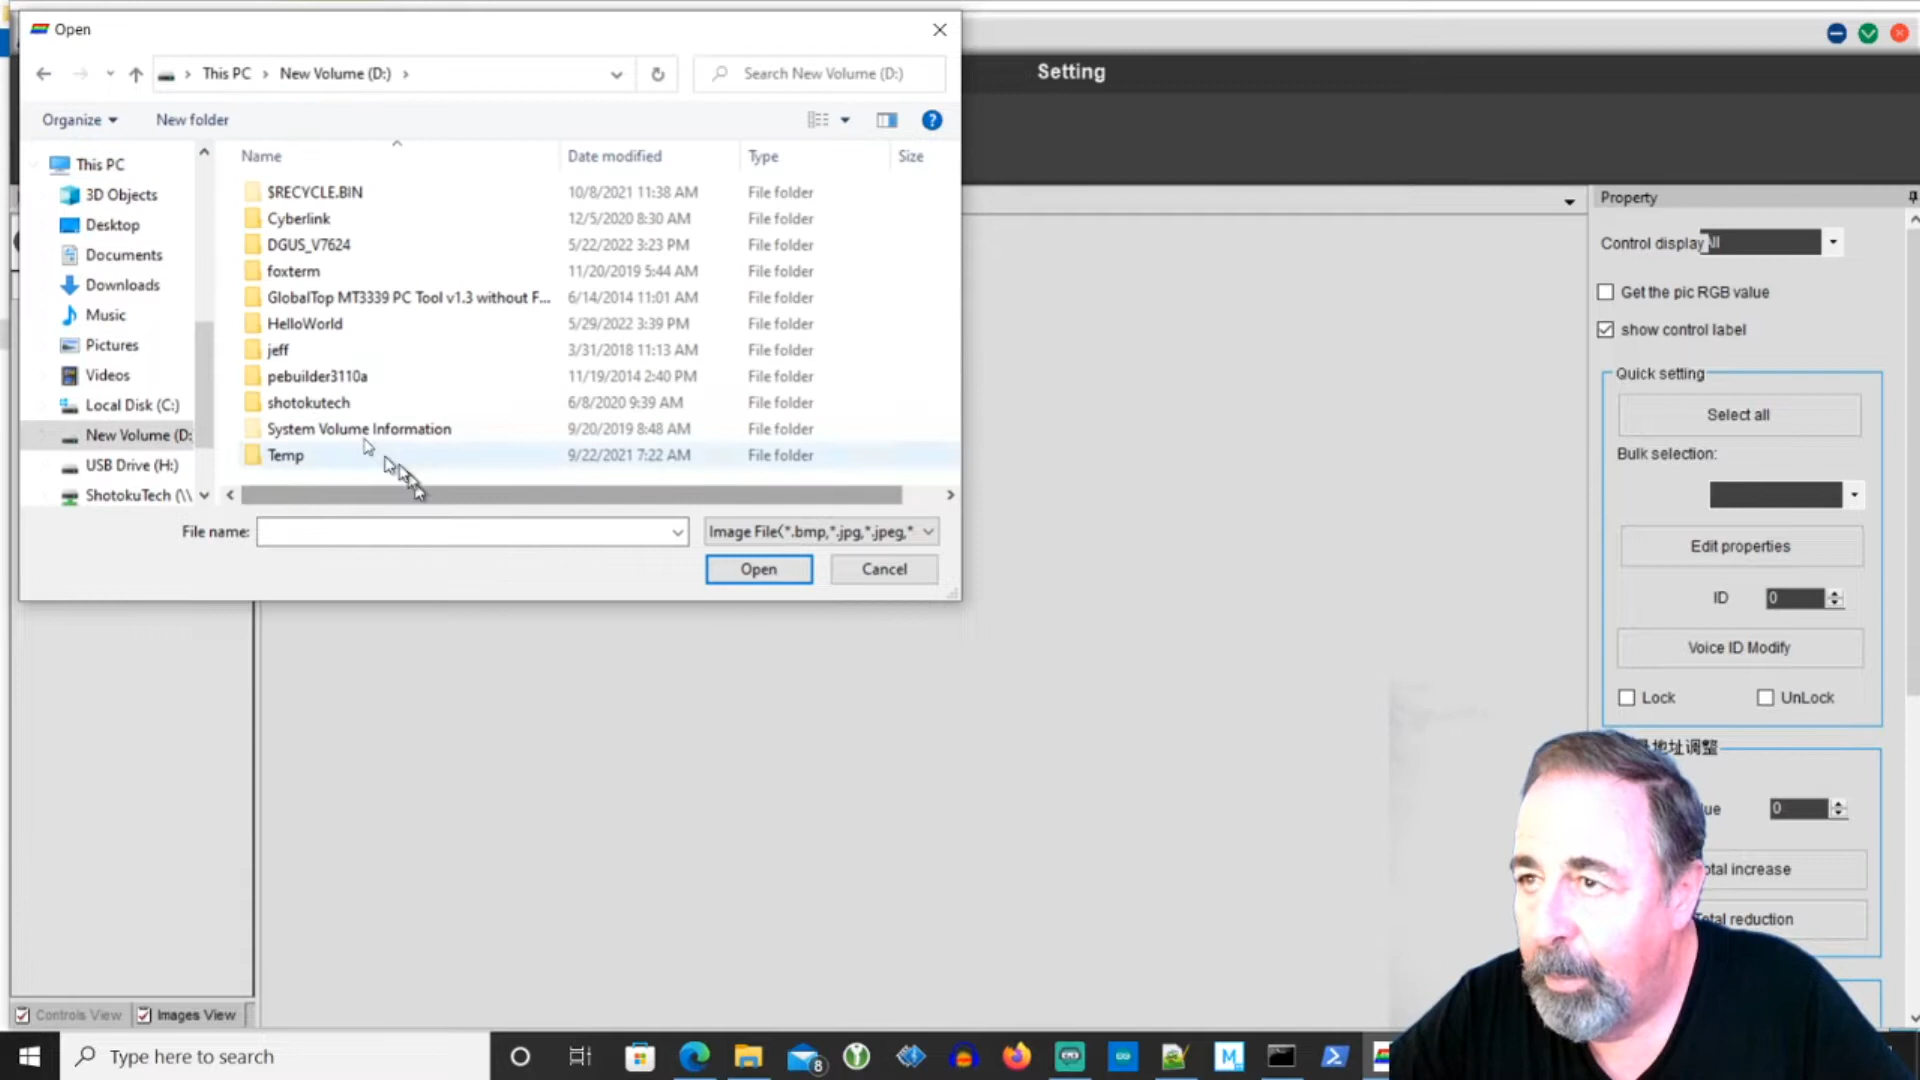 Open
This PC > New Volume (D:) >
Search New Volume (D:)
Organize
New folder
Name
Date modified
Type
Size
This PC
3D Objects
Desktop
Documents
Downloads
Music
Pictures
Videos
Local Disk (C:)
New Volume (D:
USB Drive (H:)
ShotokuTech (\\
$RECYCLE.BIN 10/8/2021 11:38 AM File folder
Cyberlink 12/5/2020 8:30 AM File folder
DGUS_V7624 5/22/2022 3:23 PM File folder
foxterm 11/20/2019 5:44 AM File folder
GlobalTop MT3339 PC Tool v1.3 without F... 6/14/2014 11:01 AM File folder
HelloWorld 5/29/2022 3:39 PM File folder
jeff 3/31/2018 11:13 AM File folder
pebuilder3110a 11/19/2014 2:40 PM File folder
shotokutech 6/8/2020 9:39 AM File folder
System Volume Information 9/20/2019 8:48 AM File folder
Temp 9/22/2021 7:22 AM File folder
File name:
Image File(*.bmp,*.jpg,*.jpeg,*
Open
Cancel
Setting
Property
Control display
Get the pic RGB value
show control label
Quick setting
Select all
Bulk selection:
Edit properties
ID 0
Voice ID Modify
Lock
UnLock
地址调整
0
Total reduction
Controls View
Images View
Type here to search
8
M